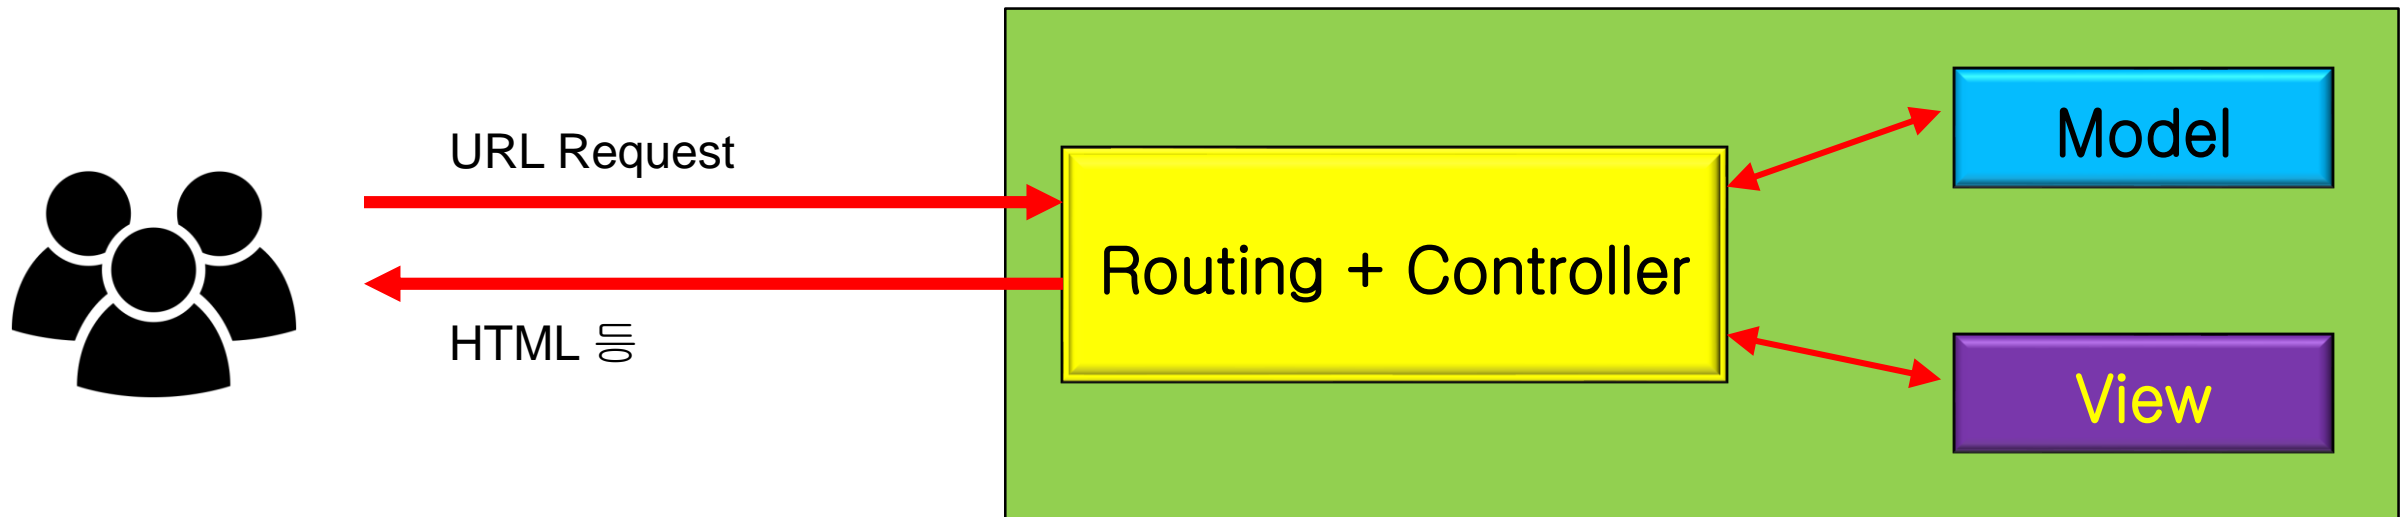 URL Request
HTML 등
Routing + Controller
Model
View